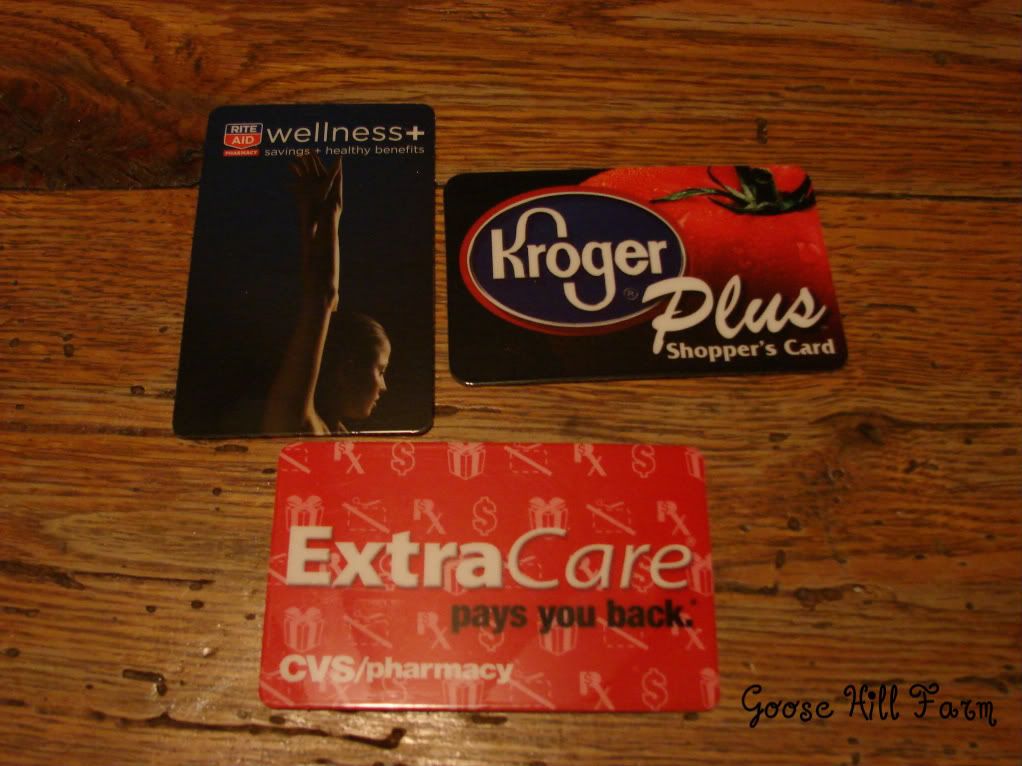 RITE
AID
PHARMACY
wellness+
savings + healthy benefits
Kroger®
Plus
Shopper's Card
ExtraCare®
pays you back.
CVS/pharmacy
Goose Hill Farm